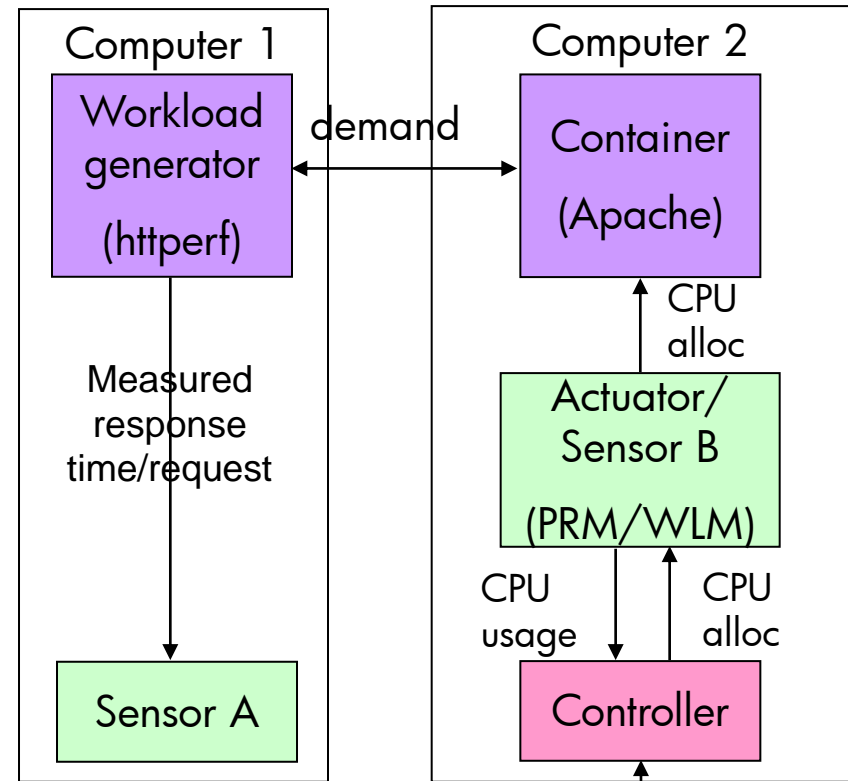 Computer 1
Workload
generator
(httperf)
demand
Measured
response
time/request
Sensor A
Computer 2
Container
(Apache)
CPU
alloc
Actuator/
Sensor B
(PRM/WLM)
CPU
usage
CPU
alloc
Controller